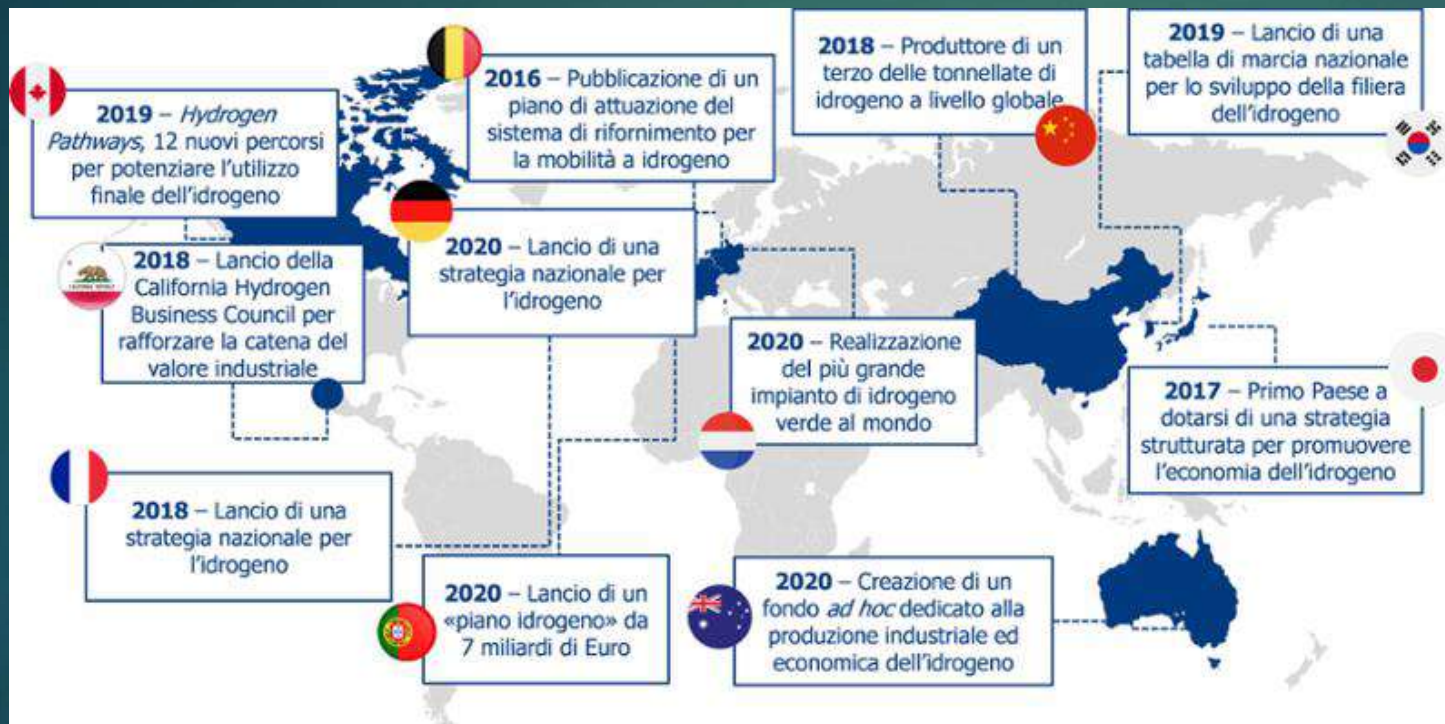 2019 – Hydrogen
Pathways, 12 nuovi percorsi
per potenziare l'utilizzo
finale dell'idrogeno
2016 – Pubblicazione di un
piano di attuazione del
sistema di rifornimento per
la mobilità a idrogeno
2018 – Produttore di un
terzo delle tonnellate di
idrogeno a livello globale
2019 – Lancio di una
tabella di marcia nazionale
per lo sviluppo della filiera
dell'idrogeno
2018 – Lancio della
California Hydrogen
Business Council per
rafforzare la catena del
valore industriale
2020 – Lancio di una
strategia nazionale per
l'idrogeno
2020 – Realizzazione
del più grande
impianto di idrogeno
verde al mondo
2017 – Primo Paese a
dotarsi di una strategia
strutturata per promuovere
l'economia dell'idrogeno
2018 – Lancio di una
strategia nazionale per
l'idrogeno
2020 – Lancio di un
«piano idrogeno» da
7 miliardi di Euro
2020 – Creazione di un
fondo ad hoc dedicato alla
produzione industriale ed
economica dell'idrogeno